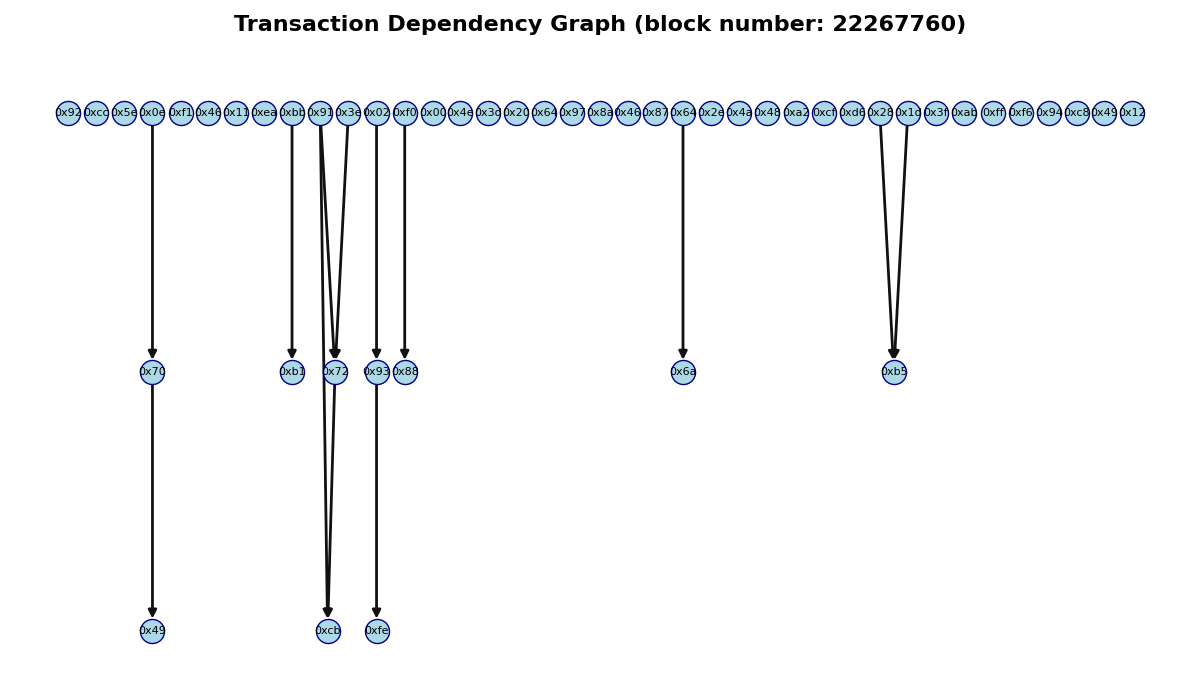 Transaction Dependency Graph (block number: 22267760)
0x92 0xcc 0x5e 0x0e 0xf1 0x46 0x11 0xea 0xbb 0x91 0x3e 0x02 0xf0 0x00 0x4e 0x3d 0x20 0x64 0x97 0x8a 0x46 0x87 0x64 0x2e 0x4a 0x48 0xa2 0xcf 0xd6 0x28 0x1d 0x3f 0xab 0xff 0xf6 0x94 0xc8 0x49 0x12
0x70 0xb1 0x72 0x93 0x88 0x6a 0xb5
0x49 0xcb 0xfe